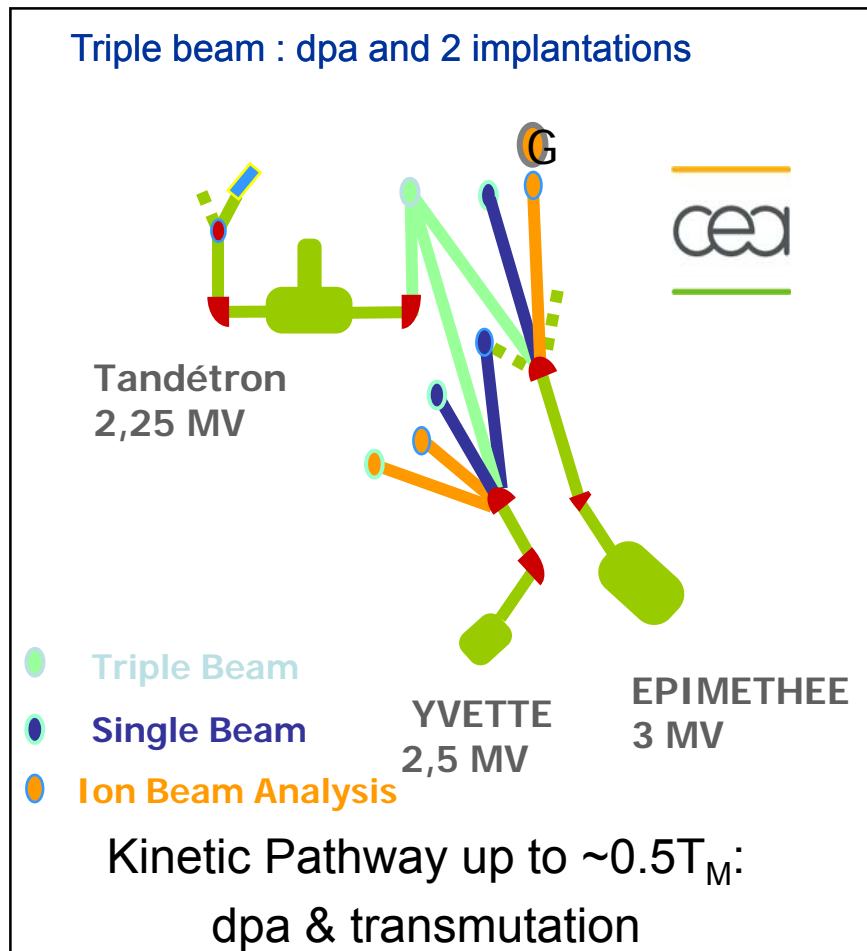 Triple beam : dpa and 2 implantations
G
cea
Tandétron
2,25 MV
Triple Beam
Single Beam
Ion Beam Analysis
YVETTE
2,5 MV
EPIMETHEE
3 MV
Kinetic Pathway up to ~0.5T_M:
dpa & transmutation